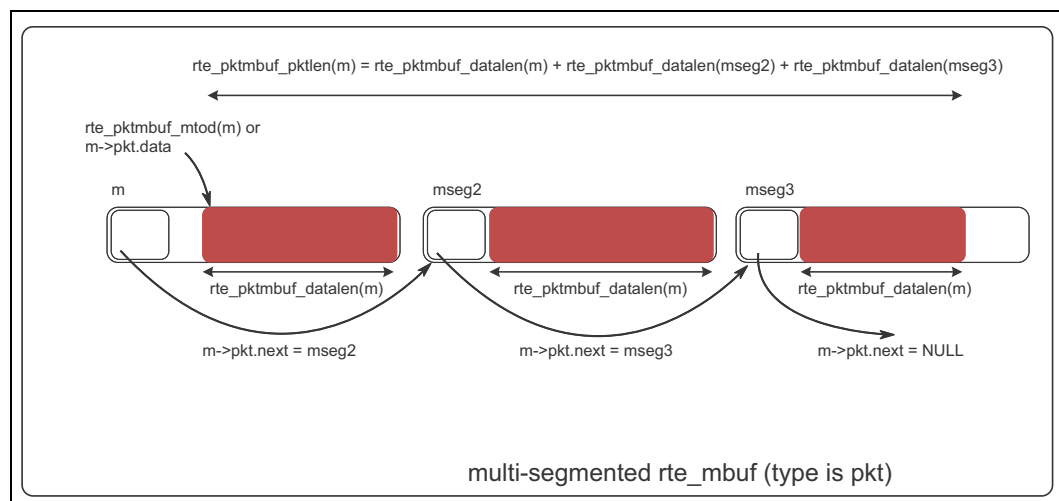 rte_pktmbuf_pktlen(m) = rte_pktmbuf_datalen(m) + rte_pktmbuf_datalen(mseg2) + rte_pktmbuf_datalen(mseg3)
rte_pktmbuf_mtod(m) or
m->pkt.data
m
mseg2
mseg3
rte_pktmbuf_datalen(m)
rte_pktmbuf_datalen(m)
rte_pktmbuf_datalen(m)
m->pkt.next = mseg2
m->pkt.next = mseg3
m->pkt.next = NULL
multi-segmented rte_mbuf (type is pkt)